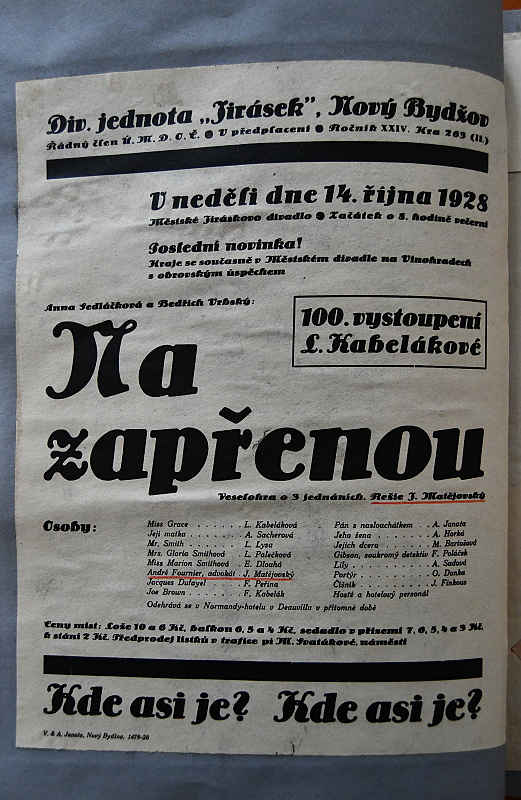 Div. jednota „Jirásek”, Nový Bydžov
Řádný člen Ú. M. D. O. Č. ● V předplacení ● Ročník XXIV. Hra 263 (11.)
V neděli dne 14. října 1928
Městské Jiráskovo divadlo ● Začátek o 8. hodině večerní
Poslední novinka!
Hraje se současně v Městském divadle na Vinohradech
s obrovským úspěchem
Anna Sedláčková a Bedřich Vrbský:
100. vystoupení
L. Kabelákové
Na
zapřenou
Veselohra o 3 jednáních. Režie J. Matějovský
Osoby:
Miss Grace . . . . . . L. Kabeláková
Její matka . . . . . . A. Sacherová
Mr. Smith . . . . . . L. Lysa
Mrs. Gloria Smithová . L. Palečková
Miss Marion Smithová . E. Dlouhá
André Fournier, advokát . J. Matějovský
Jacques Dufayel . . . . F. Peřina
Joe Brown . . . . . . F. Kabelák
Pán s naslouchátkem . . A. Janata
Jeho žena . . . . . . A. Horká
Jejich dcera . . . . . M. Bartošová
Gibson, soukromý detektiv F. Poláček
Lily . . . . . . . . A. Sadová
Portýr . . . . . . . O. Dunka
Číšník . . . . . . . J. Finkous
Hosté a hotelový personál
Odehrává se v Normandy-hotelu v Deauvillu v přítomné době
Ceny míst: Lože 10 a 6 Kč, balkon 6, 5 a 4 Kč, sedadlo v přízemí 7, 6, 5, 4 a 3 Kč,
k stání 2 Kč. Předprodej lístků v trafice pí M. Svatákové, náměstí
Kde asi je? Kde asi je?
V. & A. Janata, Nový Bydžov. 1479-28